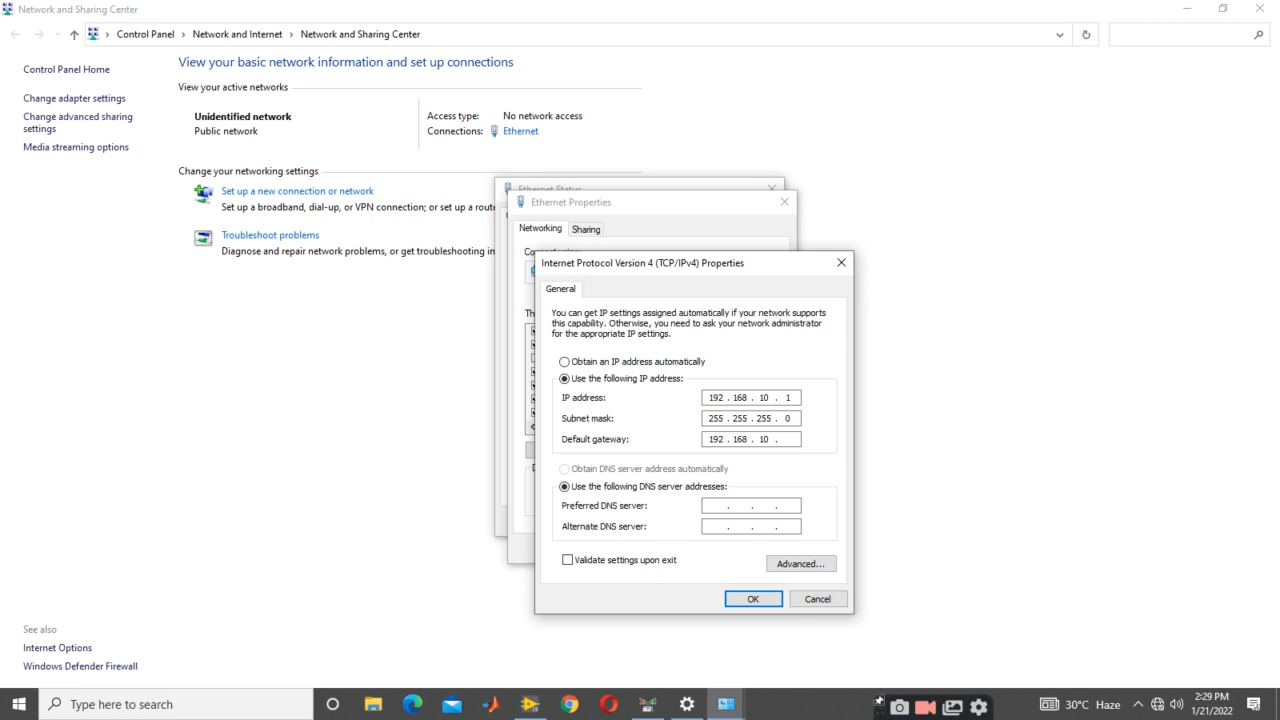 Network and Sharing Center
Control Panel > Network and Internet > Network and Sharing Center
Control Panel Home
Change adapter settings
Change advanced sharing
settings
Media streaming options
View your basic network information and set up connections
View your active networks
Unidentified network
Public network
Access type: No network access
Connections: Ethernet
Change your networking settings
Set up a new connection or network
Set up a broadband, dial-up, or VPN connection; or set up a route
Troubleshoot problems
Diagnose and repair network problems, or get troubleshooting in
Ethernet Status
Ethernet Properties
Networking Sharing
Internet Protocol Version 4 (TCP/IPv4) Properties
General
You can get IP settings assigned automatically if your network supports
this capability. Otherwise, you need to ask your network administrator
for the appropriate IP settings.
Obtain an IP address automatically
Use the following IP address:
IP address: 192 . 168 . 10 . 1
Subnet mask: 255 . 255 . 255 . 0
Default gateway: 192 . 168 . 10 .
Obtain DNS server address automatically
Use the following DNS server addresses:
Preferred DNS server: . . .
Alternate DNS server: . . .
Validate settings upon exit
Advanced...
OK Cancel
See also
Internet Options
Windows Defender Firewall
Type here to search
30°C Haze
2:29 PM
1/21/2022